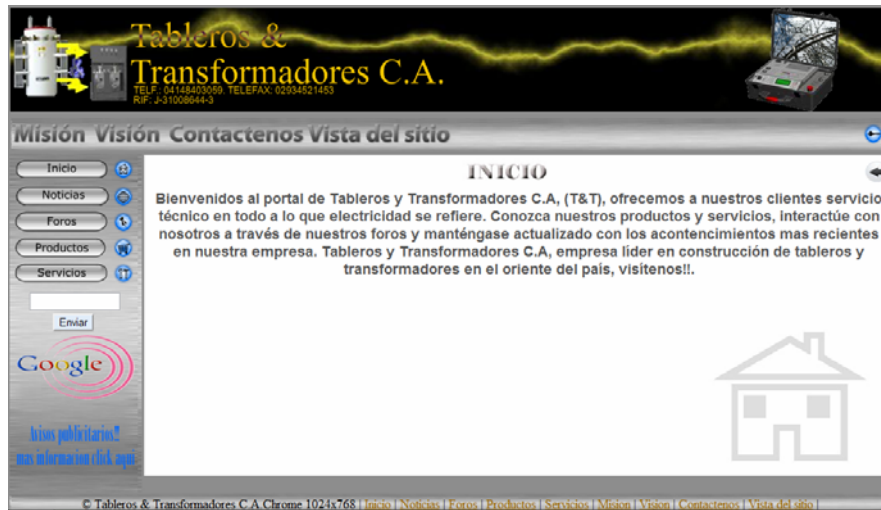 Tableros &
Transformadores C.A.
TELF.: 04148403059. TELEFAX: 02934521453
RIF: J-31008644-3
Misión Visión Contactenos Vista del sitio
Inicio
Noticias
Foros
Productos
Servicios
Enviar
Google
Avisos publicitarios!!
mas informacion click aqui
INICIO
Bienvenidos al portal de Tableros y Transformadores C.A, (T&T), ofrecemos a nuestros clientes servicio
técnico en todo a lo que electricidad se refiere. Conozca nuestros productos y servicios, interactúe con
nosotros a través de nuestros foros y manténgase actualizado con los acontencimientos mas recientes
en nuestra empresa. Tableros y Transformadores C.A, empresa líder en construcción de tableros y
transformadores en el oriente del país, visítenos!!.
© Tableros & Transformadores C.A.Chrome 1024x768 | Inicio | Noticias | Foros | Productos | Servicios | Mision | Vision | Contactenos | Vista del sitio |